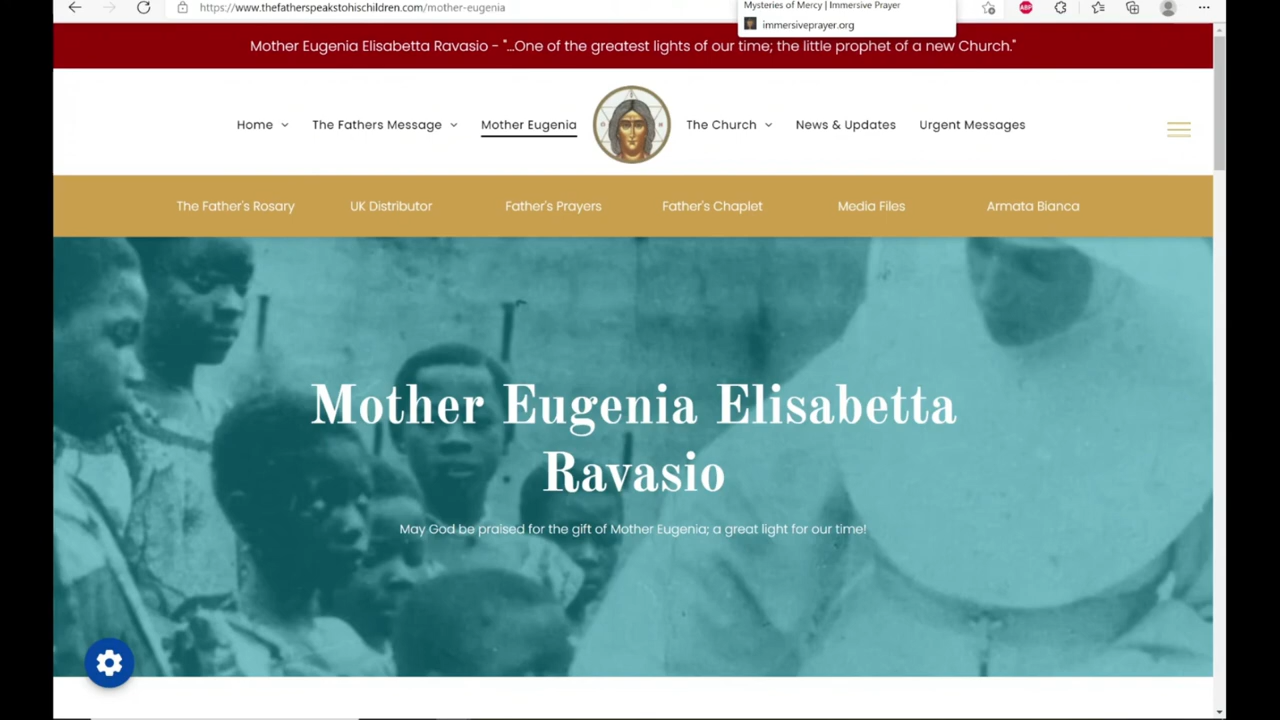 https://www.thefatherspeakstohischildren.com/mother-eugenia
Mysteries of Mercy | Immersive Prayer
immersiveprayer.org
ABP
Mother Eugenia Elisabetta Ravasio - "...One of the greatest lights of our time; the little prophet of a new Church."
Home The Fathers Message Mother Eugenia The Church News & Updates Urgent Messages
The Father's Rosary UK Distributor Father's Prayers Father's Chaplet Media Files Armata Bianca
Mother Eugenia Elisabetta
Ravasio
May God be praised for the gift of Mother Eugenia; a great light for our time!